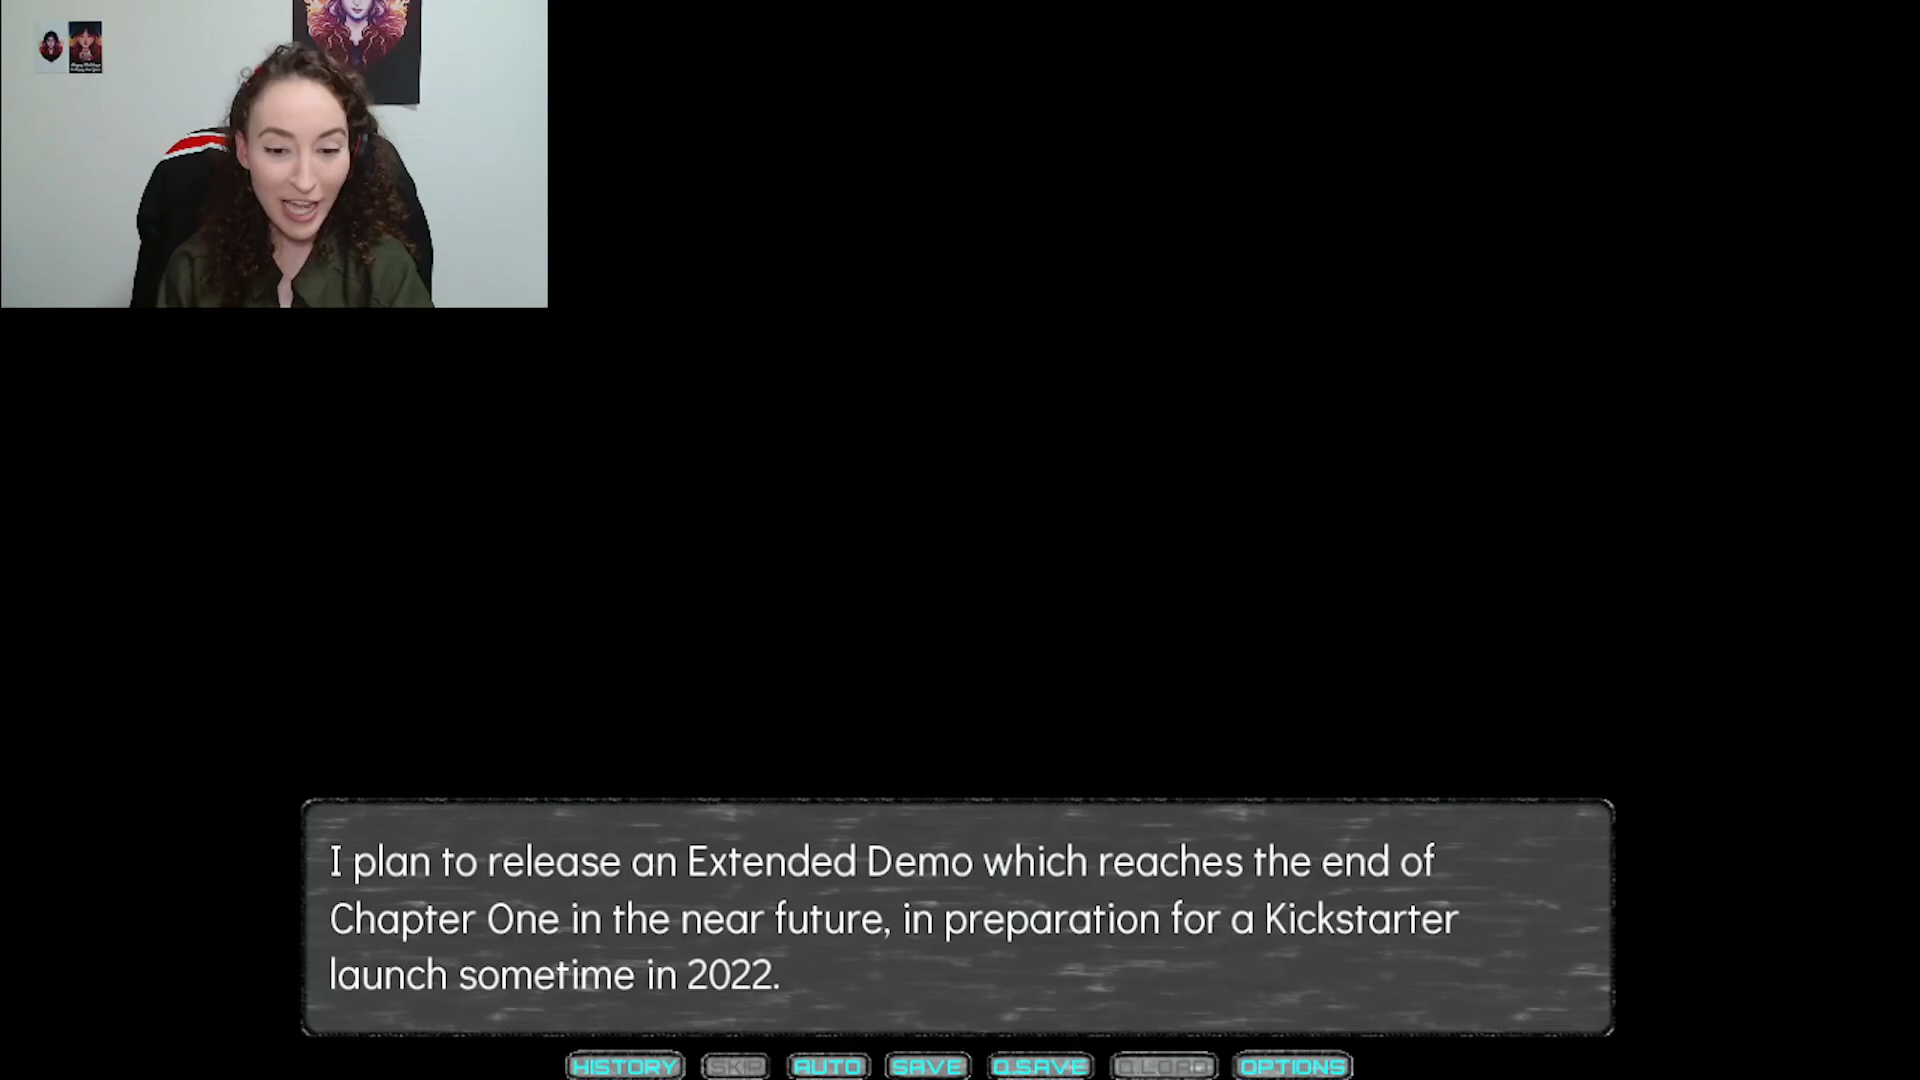 I plan to release an Extended Demo which reaches the end of
Chapter One in the near future, in preparation for a Kickstarter
launch sometime in 2022.
HISTORY SKIP AUTO SAVE Q.SAVE Q.LOAD OPTIONS